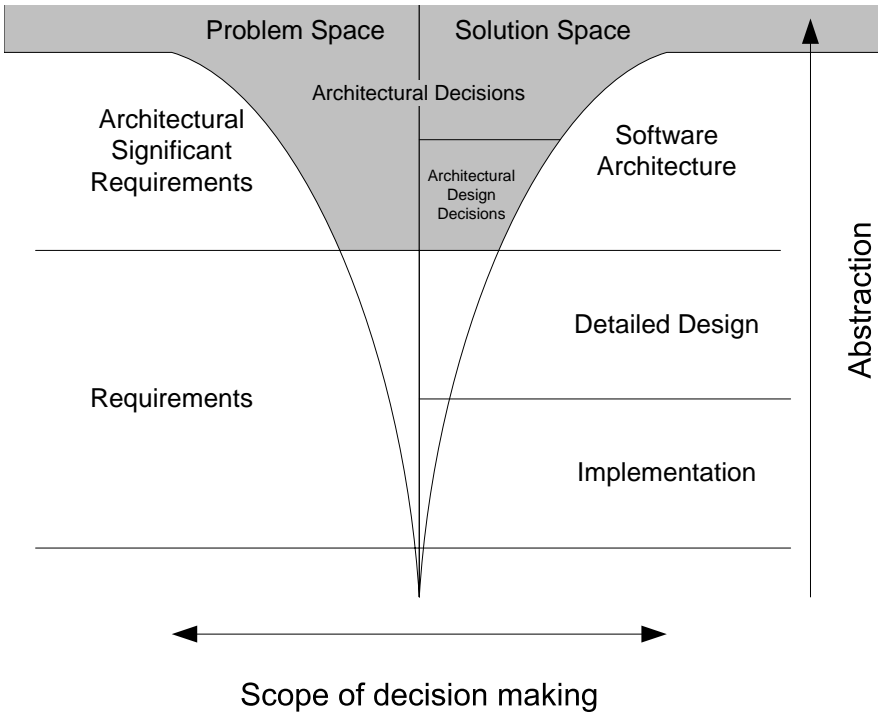 Problem Space
Solution Space
Architectural Decisions
Architectural
Significant
Requirements
Software
Architecture
Architectural
Design
Decisions
Abstraction
Detailed Design
Requirements
Implementation
Scope of decision making